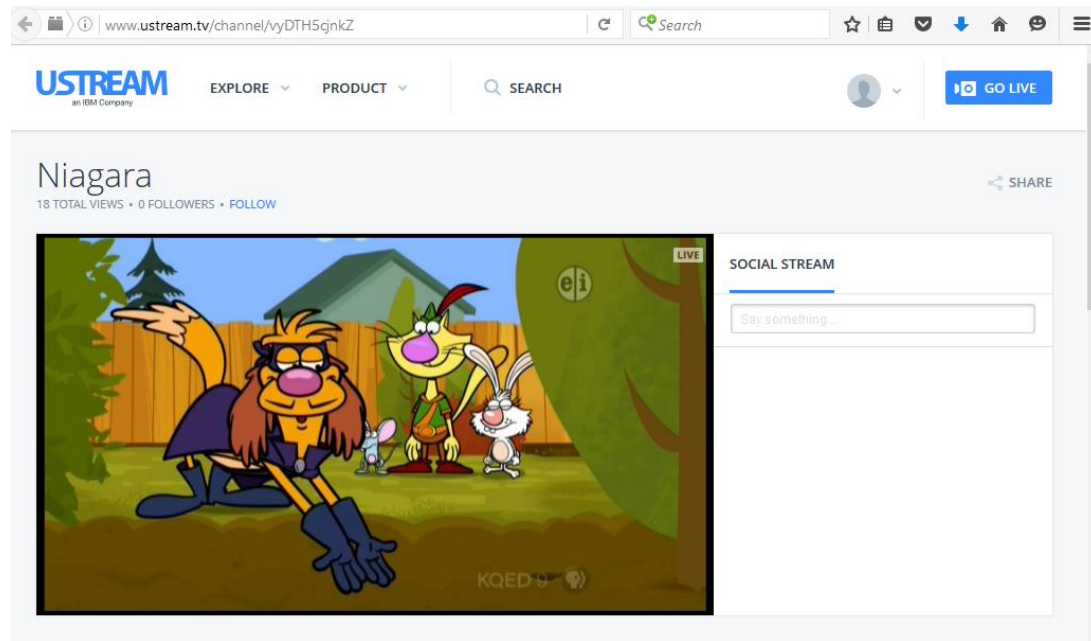 www.ustream.tv/channel/vyDTH5cjnkZ
Search
USTREAM
an IBM Company
EXPLORE
PRODUCT
SEARCH
GO LIVE
Niagara
SHARE
18 TOTAL VIEWS • 0 FOLLOWERS • FOLLOW
LIVE
e i
KQED 9
SOCIAL STREAM
Say something...